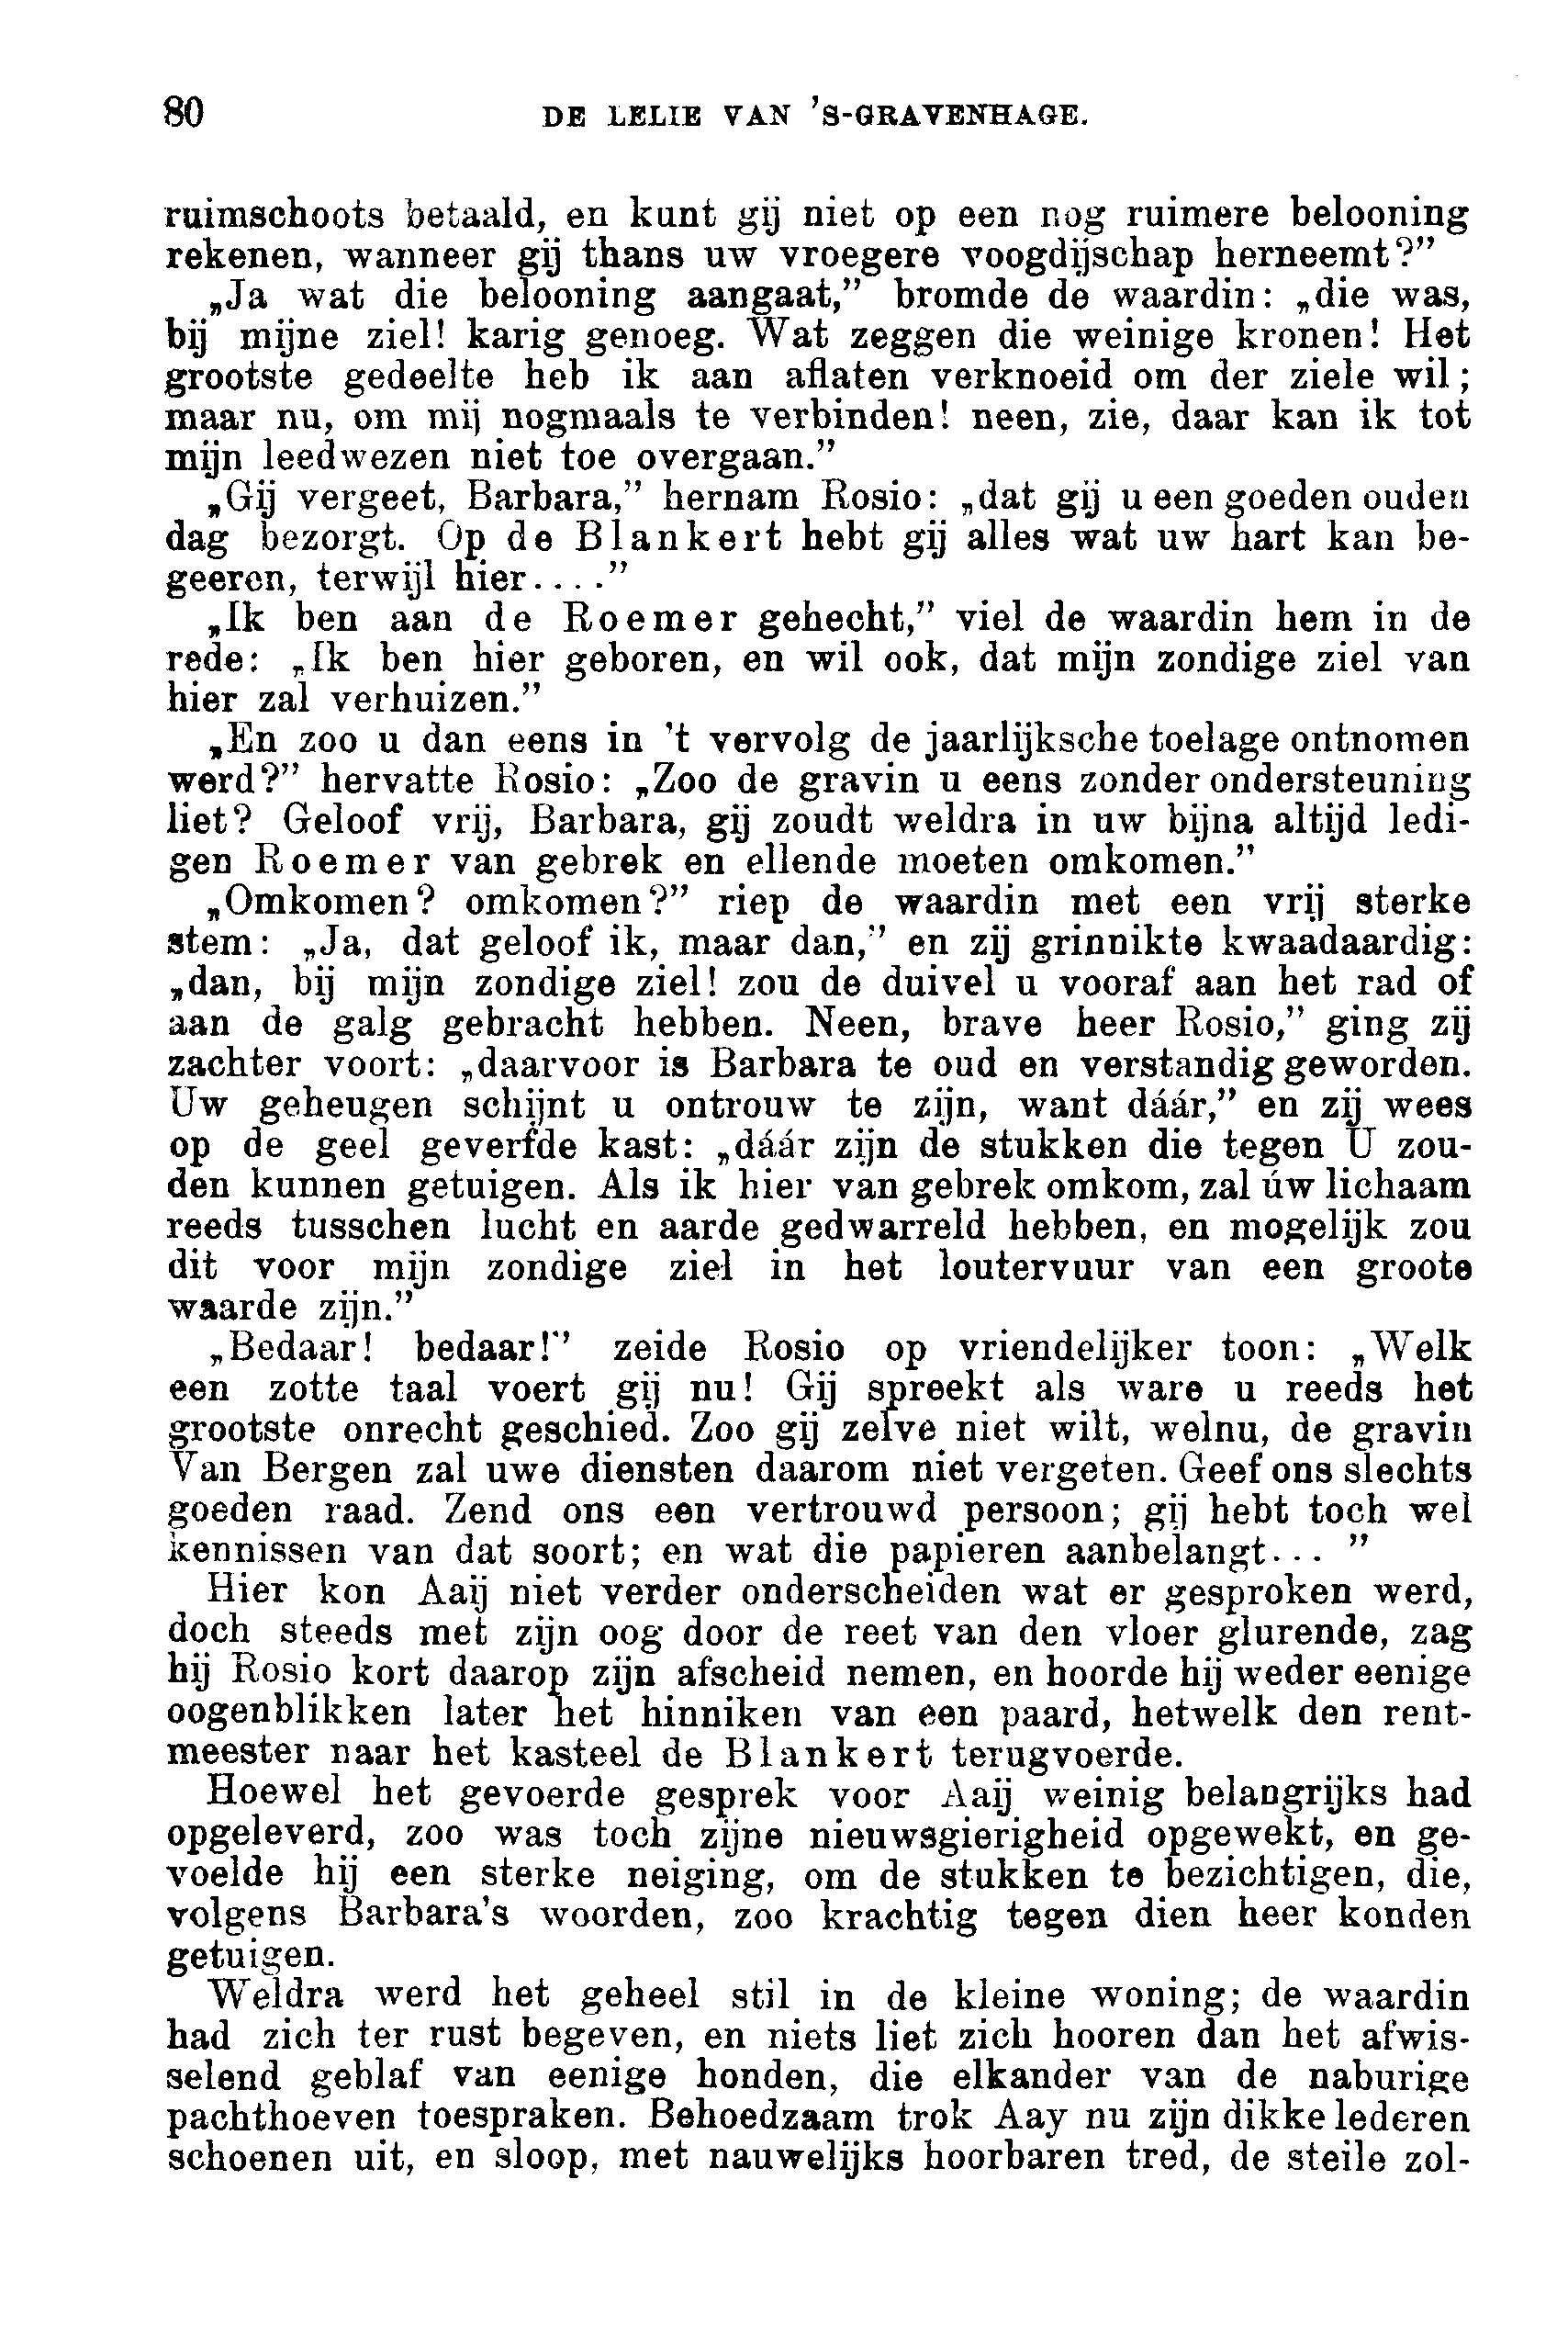 80 DE LELIE VAN 'S-GRAVENHAGE.
ruimschoots betaald, en kunt gij niet op een nog ruimere belooning
rekenen, wanneer gij thans uw vroegere voogdijschap herneemt?”
„Ja wat die belooning aangaat,” bromde de waardin: „die was,
bij mijne ziel! karig genoeg. Wat zeggen die weinige kronen! Het
grootste gedeelte heb ik aan aflaten verknoeid om der ziele wil;
maar nu, om mij nogmaals te verbinden! neen, zie, daar kan ik tot
mijn leedwezen niet toe overgaan.”
„Gij vergeet, Barbara,” hernam Rosio: „dat gij u een goeden ouden
dag bezorgt. Op de Blankert hebt gij alles wat uw hart kan be-
geeren, terwijl hier....”
„Ik ben aan de Roemer gehecht,” viel de waardin hem in de
rede: „Ik ben hier geboren, en wil ook, dat mijn zondige ziel van
hier zal verhuizen.”
„En zoo u dan eens in 't vervolg de jaarlijksche toelage ontnomen
werd?” hervatte Rosio: „Zoo de gravin u eens zonder ondersteuning
liet? Geloof vrij, Barbara, gij zoudt weldra in uw bijna altijd ledi-
gen Roemer van gebrek en ellende moeten omkomen.”
„Omkomen? omkomen?” riep de waardin met een vrij sterke
stem: „Ja, dat geloof ik, maar dan,” en zij grinnikte kwaadaardig:
„dan, bij mijn zondige ziel! zou de duivel u vooraf aan het rad of
aan de galg gebracht hebben. Neen, brave heer Rosio,” ging zij
zachter voort: „daarvoor is Barbara te oud en verstandig geworden.
Uw geheugen schijnt u ontrouw te zijn, want dáár,” en zij wees
op de geel geverfde kast: „dáár zijn de stukken die tegen U zou-
den kunnen getuigen. Als ik hier van gebrek omkom, zal úw lichaam
reeds tusschen lucht en aarde gedwarreld hebben, en mogelijk zou
dit voor mijn zondige ziel in het loutervuur van een groote
waarde zijn.”
„Bedaar! bedaar!” zeide Rosio op vriendelijker toon: „Welk
een zotte taal voert gij nu! Gij spreekt als ware u reeds het
grootste onrecht geschied. Zoo gij zelve niet wilt, welnu, de gravin
Van Bergen zal uwe diensten daarom niet vergeten. Geef ons slechts
goeden raad. Zend ons een vertrouwd persoon; gij hebt toch wel
kennissen van dat soort; en wat die papieren aanbelangt... ”
Hier kon Aaij niet verder onderscheiden wat er gesproken werd,
doch steeds met zijn oog door de reet van den vloer glurende, zag
hij Rosio kort daarop zijn afscheid nemen, en hoorde hij weder eenige
oogenblikken later het hinniken van een paard, hetwelk den rent-
meester naar het kasteel de Blankert terugvoerde.
Hoewel het gevoerde gesprek voor Aaij weinig belangrijks had
opgeleverd, zoo was toch zijne nieuwsgierigheid opgewekt, en ge-
voelde hij een sterke neiging, om de stukken te bezichtigen, die,
volgens Barbara's woorden, zoo krachtig tegen dien heer konden
getuigen.
Weldra werd het geheel stil in de kleine woning; de waardin
had zich ter rust begeven, en niets liet zich hooren dan het afwis-
selend geblaf van eenige honden, die elkander van de naburige
pachthoeven toespraken. Behoedzaam trok Aay nu zijn dikke lederen
schoenen uit, en sloop, met nauwelijks hoorbaren tred, de steile zol-